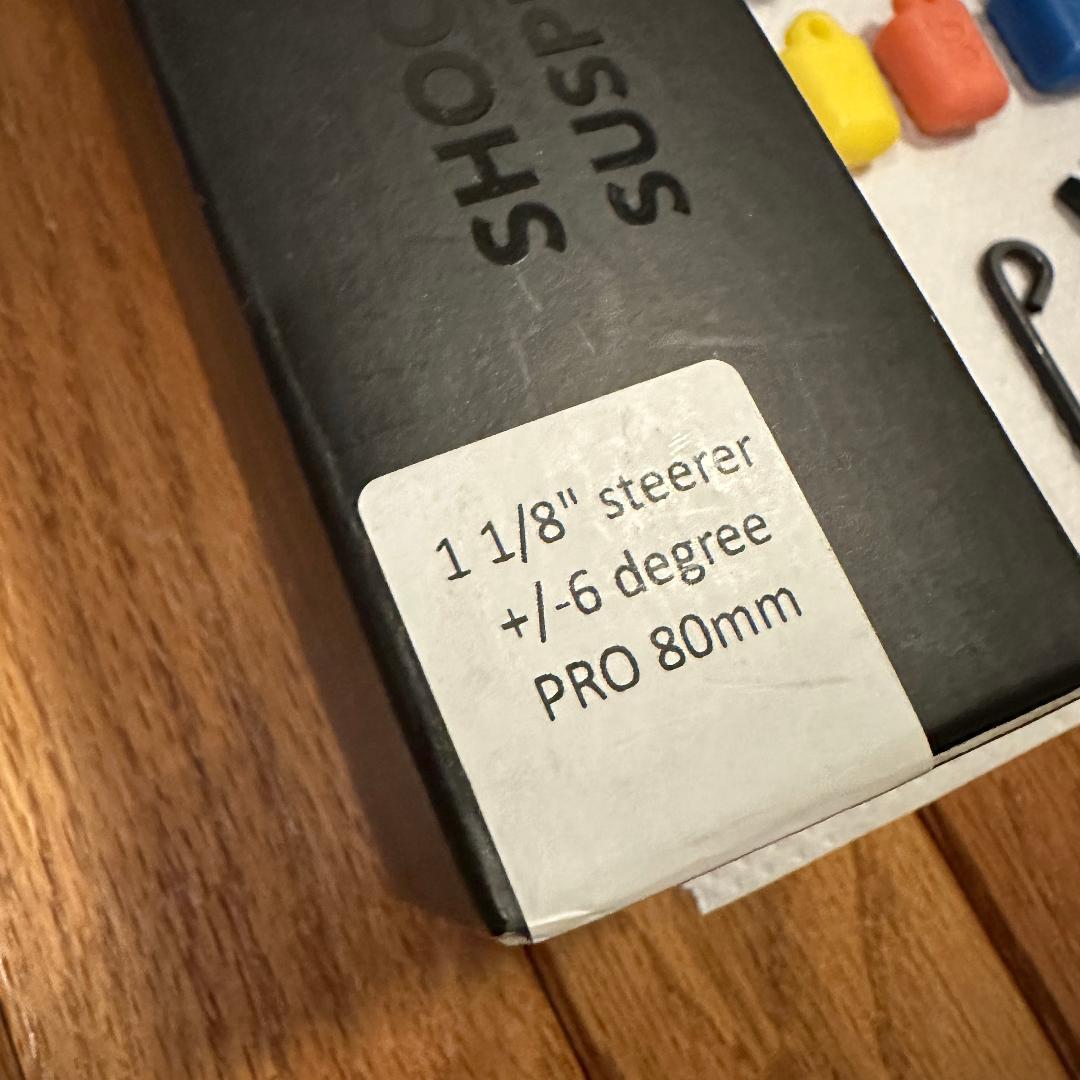 1 1/8" steerer
+/-6 degree
PRO 80mm